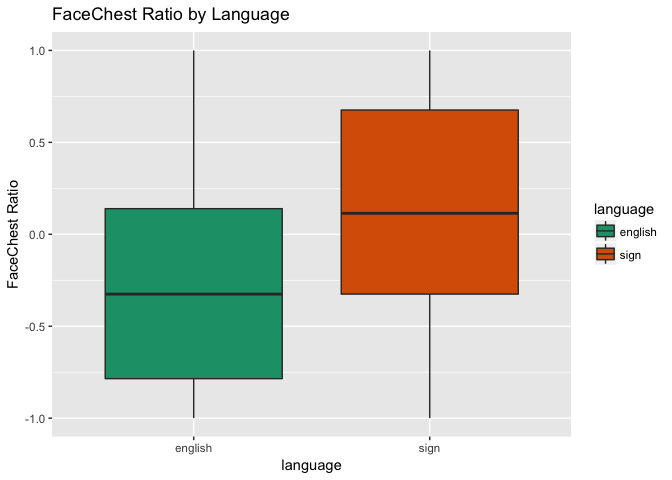 FaceChest Ratio by Language
FaceChest Ratio
1.0
0.5
0.0
-0.5
-1.0
english
sign
language
language
english
sign